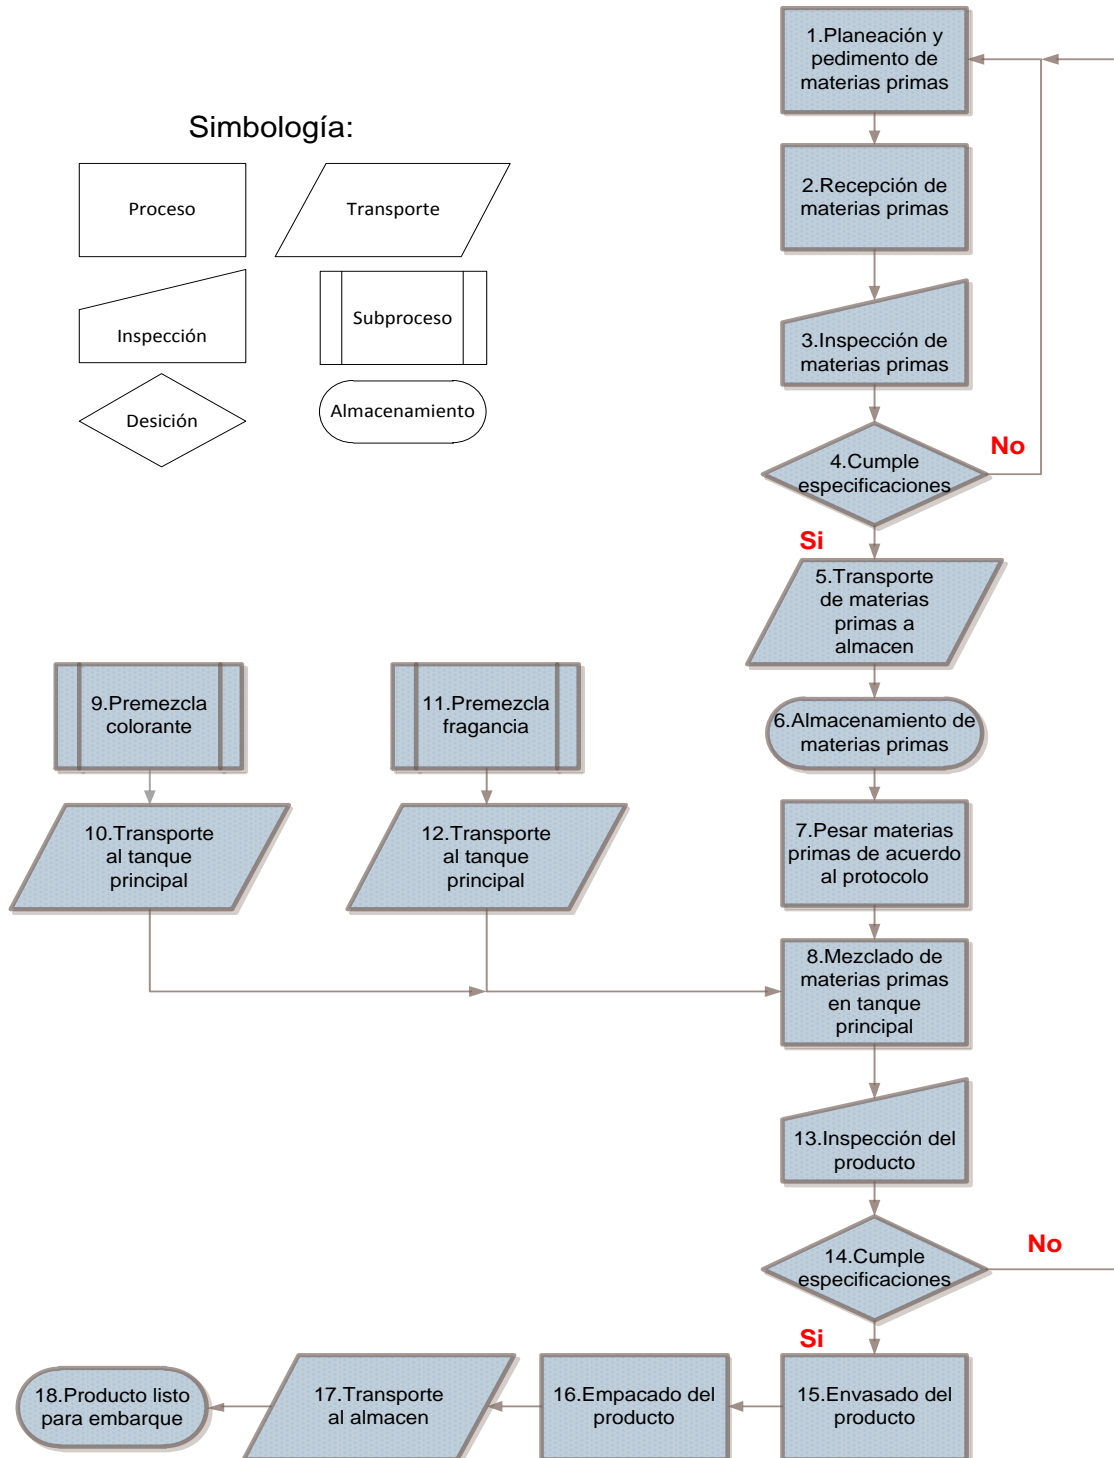 Simbología:
Proceso
Transporte
Inspección
Subproceso
Desición
Almacenamiento
1.Planeación y
pedimento de
materias primas
2.Recepción de
materias primas
3.Inspección de
materias primas
4.Cumple
especificaciones
No
Si
5.Transporte
de materias
primas a
almacen
6.Almacenamiento de
materias primas
7.Pesar materias
primas de acuerdo
al protocolo
8.Mezclado de
materias primas
en tanque
principal
9.Premezcla
colorante
10.Transporte
al tanque
principal
11.Premezcla
fragancia
12.Transporte
al tanque
principal
13.Inspección del
producto
14.Cumple
especificaciones
No
Si
15.Envasado del
producto
16.Empacado del
producto
17.Transporte
al almacen
18.Producto listo
para embarque